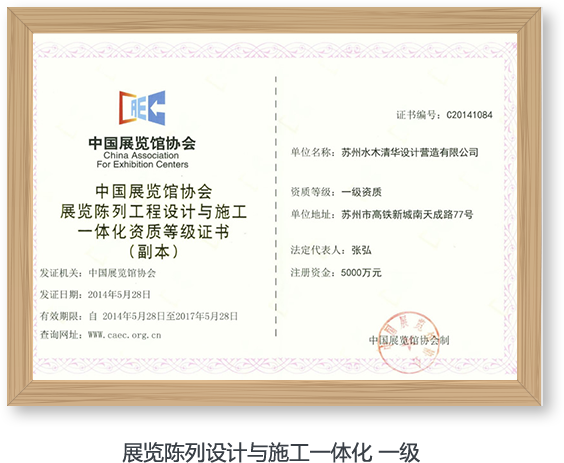 CAEC
中国展览馆协会
China Association
For Exhibition Centers
中国展览馆协会
展览陈列工程设计与施工
一体化资质等级证书
（副本）
发证机关：中国展览馆协会
发证日期：2014年5月28日
有效期限：自 2014年5月28日至2017年5月28日
查询网址：WWW.caec.org.cn
证书编号：C20141084
单位名称：苏州水木清华设计营造有限公司
资质等级：一级资质
单位地址：苏州市高铁新城南天成路77号
法定代表人：张弘
注册资金：5000万元
中国展览馆协会制
展览陈列设计与施工一体化 一级